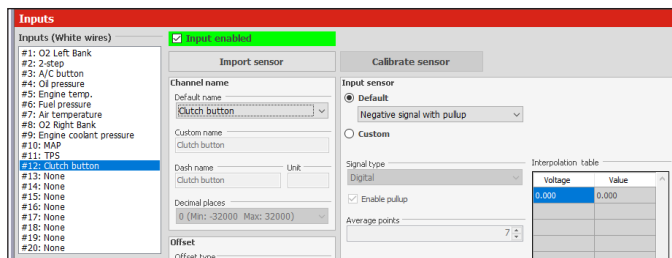 Inputs
Inputs (White wires)
#1: O2 Left Bank
#2: 2-step
#3: A/C button
#4: Oil pressure
#5: Engine temp.
#6: Fuel pressure
#7: Air temperature
#8: O2 Right Bank
#9: Engine coolant pressure
#10: MAP
#11: TPS
#12: Clutch button
#13: None
#14: None
#15: None
#16: None
#17: None
#18: None
#19: None
#20: None
Input enabled
Import sensor
Calibrate sensor
Channel name
Default name
Clutch button
Custom name
Clutch button
Dash name
Unit
Clutch button
Decimal places
0 (Min: -32000 Max: 32000)
Offset
Offset type
Input sensor
Default
Negative signal with pullup
Custom
Signal type
Digital
Enable pullup
Average points
7
Interpolation table
Voltage Value
0.000 0.000